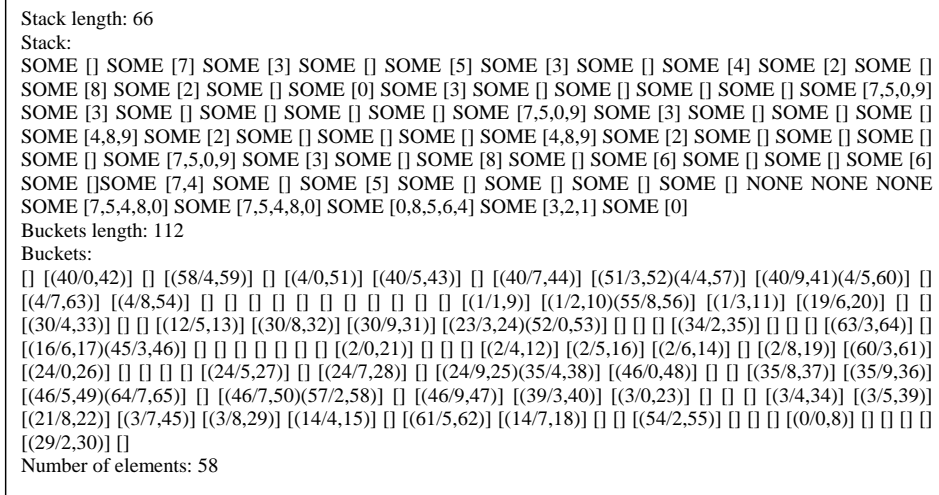 Stack length: 66
Stack:
SOME [] SOME [7] SOME [3] SOME [] SOME [5] SOME [3] SOME [] SOME [4] SOME [2] SOME []
SOME [8] SOME [2] SOME [] SOME [0] SOME [3] SOME [] SOME [] SOME [] SOME [] SOME [7,5,0,9]
SOME [3] SOME [] SOME [] SOME [] SOME [] SOME [7,5,0,9] SOME [3] SOME [] SOME [] SOME []
SOME [4,8,9] SOME [2] SOME [] SOME [] SOME [] SOME [4,8,9] SOME [2] SOME [] SOME [] SOME []
SOME [] SOME [7,5,0,9] SOME [3] SOME [] SOME [8] SOME [] SOME [6] SOME [] SOME [] SOME [6]
SOME []SOME [7,4] SOME [] SOME [5] SOME [] SOME [] SOME [] SOME [] NONE NONE NONE
SOME [7,5,4,8,0] SOME [7,5,4,8,0] SOME [0,8,5,6,4] SOME [3,2,1] SOME [0]
Buckets length: 112
Buckets:
[] [(40/0,42)] [] [(58/4,59)] [] [(4/0,51)] [(40/5,43)] [] [(40/7,44)] [(51/3,52)(4/4,57)] [(40/9,41)(4/5,60)] []
[(4/7,63)] [(4/8,54)] [] [] [] [] [] [] [] [] [] [] [] [(1/1,9)] [(1/2,10)(55/8,56)] [(1/3,11)] [(19/6,20)] [] []
[(30/4,33)] [] [] [(12/5,13)] [(30/8,32)] [(30/9,31)] [(23/3,24)(52/0,53)] [] [] [] [(34/2,35)] [] [] [] [(63/3,64)] []
[(16/6,17)(45/3,46)] [] [] [] [] [] [] [] [(2/0,21)] [] [] [] [(2/4,12)] [(2/5,16)] [(2/6,14)] [] [(2/8,19)] [(60/3,61)]
[(24/0,26)] [] [] [] [] [(24/5,27)] [] [(24/7,28)] [] [(24/9,25)(35/4,38)] [(46/0,48)] [] [] [(35/8,37)] [(35/9,36)]
[(46/5,49)(64/7,65)] [] [(46/7,50)(57/2,58)] [] [(46/9,47)] [(39/3,40)] [(3/0,23)] [] [] [] [(3/4,34)] [(3/5,39)]
[(21/8,22)] [(3/7,45)] [(3/8,29)] [(14/4,15)] [] [(61/5,62)] [(14/7,18)] [] [] [(54/2,55)] [] [] [] [(0/0,8)] [] [] [] []
[(29/2,30)] []
Number of elements: 58